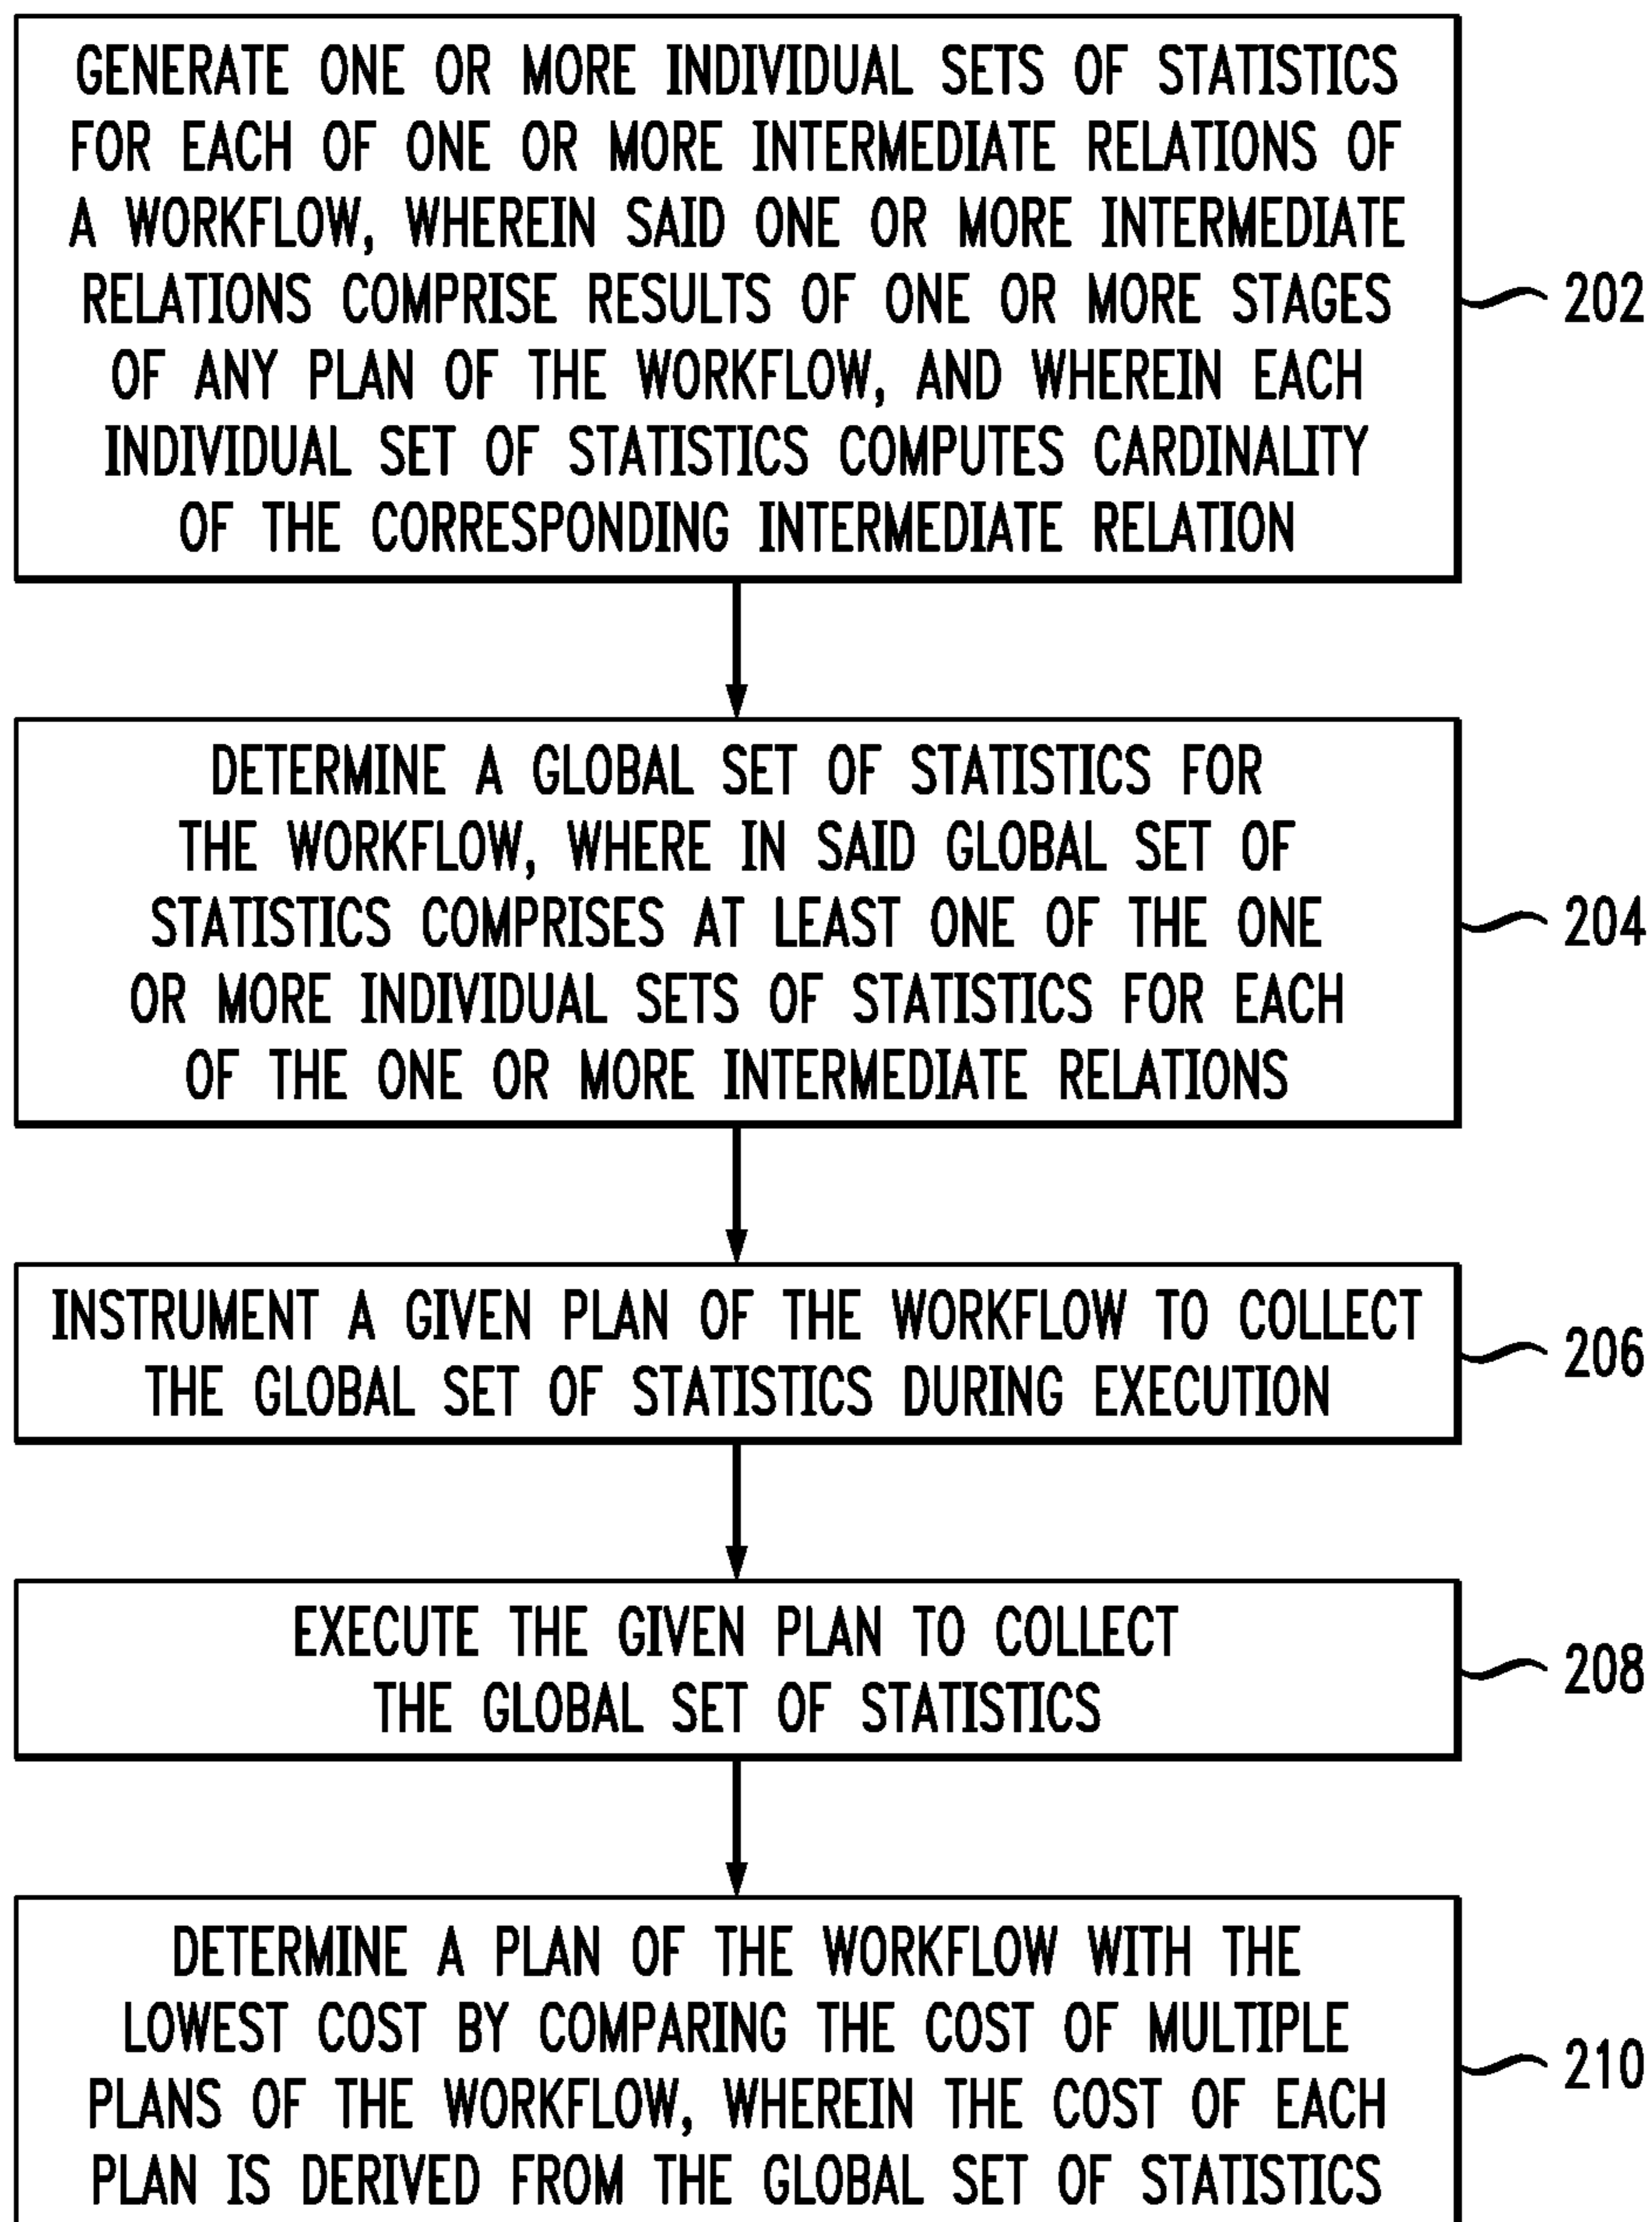 GENERATE ONE OR MORE INDIVIDUAL SETS OF STATISTICS
FOR EACH OF ONE OR MORE INTERMEDIATE RELATIONS OF
A WORKFLOW, WHEREIN SAID ONE OR MORE INTERMEDIATE
RELATIONS COMPRISE RESULTS OF ONE OR MORE STAGES
OF ANY PLAN OF THE WORKFLOW, AND WHEREIN EACH
INDIVIDUAL SET OF STATISTICS COMPUTES CARDINALITY
OF THE CORRESPONDING INTERMEDIATE RELATION
202
DETERMINE A GLOBAL SET OF STATISTICS FOR
THE WORKFLOW, WHERE IN SAID GLOBAL SET OF
STATISTICS COMPRISES AT LEAST ONE OF THE ONE
OR MORE INDIVIDUAL SETS OF STATISTICS FOR EACH
OF THE ONE OR MORE INTERMEDIATE RELATIONS
204
INSTRUMENT A GIVEN PLAN OF THE WORKFLOW TO COLLECT
THE GLOBAL SET OF STATISTICS DURING EXECUTION
206
EXECUTE THE GIVEN PLAN TO COLLECT
THE GLOBAL SET OF STATISTICS
208
DETERMINE A PLAN OF THE WORKFLOW WITH THE
LOWEST COST BY COMPARING THE COST OF MULTIPLE
PLANS OF THE WORKFLOW, WHEREIN THE COST OF EACH
PLAN IS DERIVED FROM THE GLOBAL SET OF STATISTICS
210